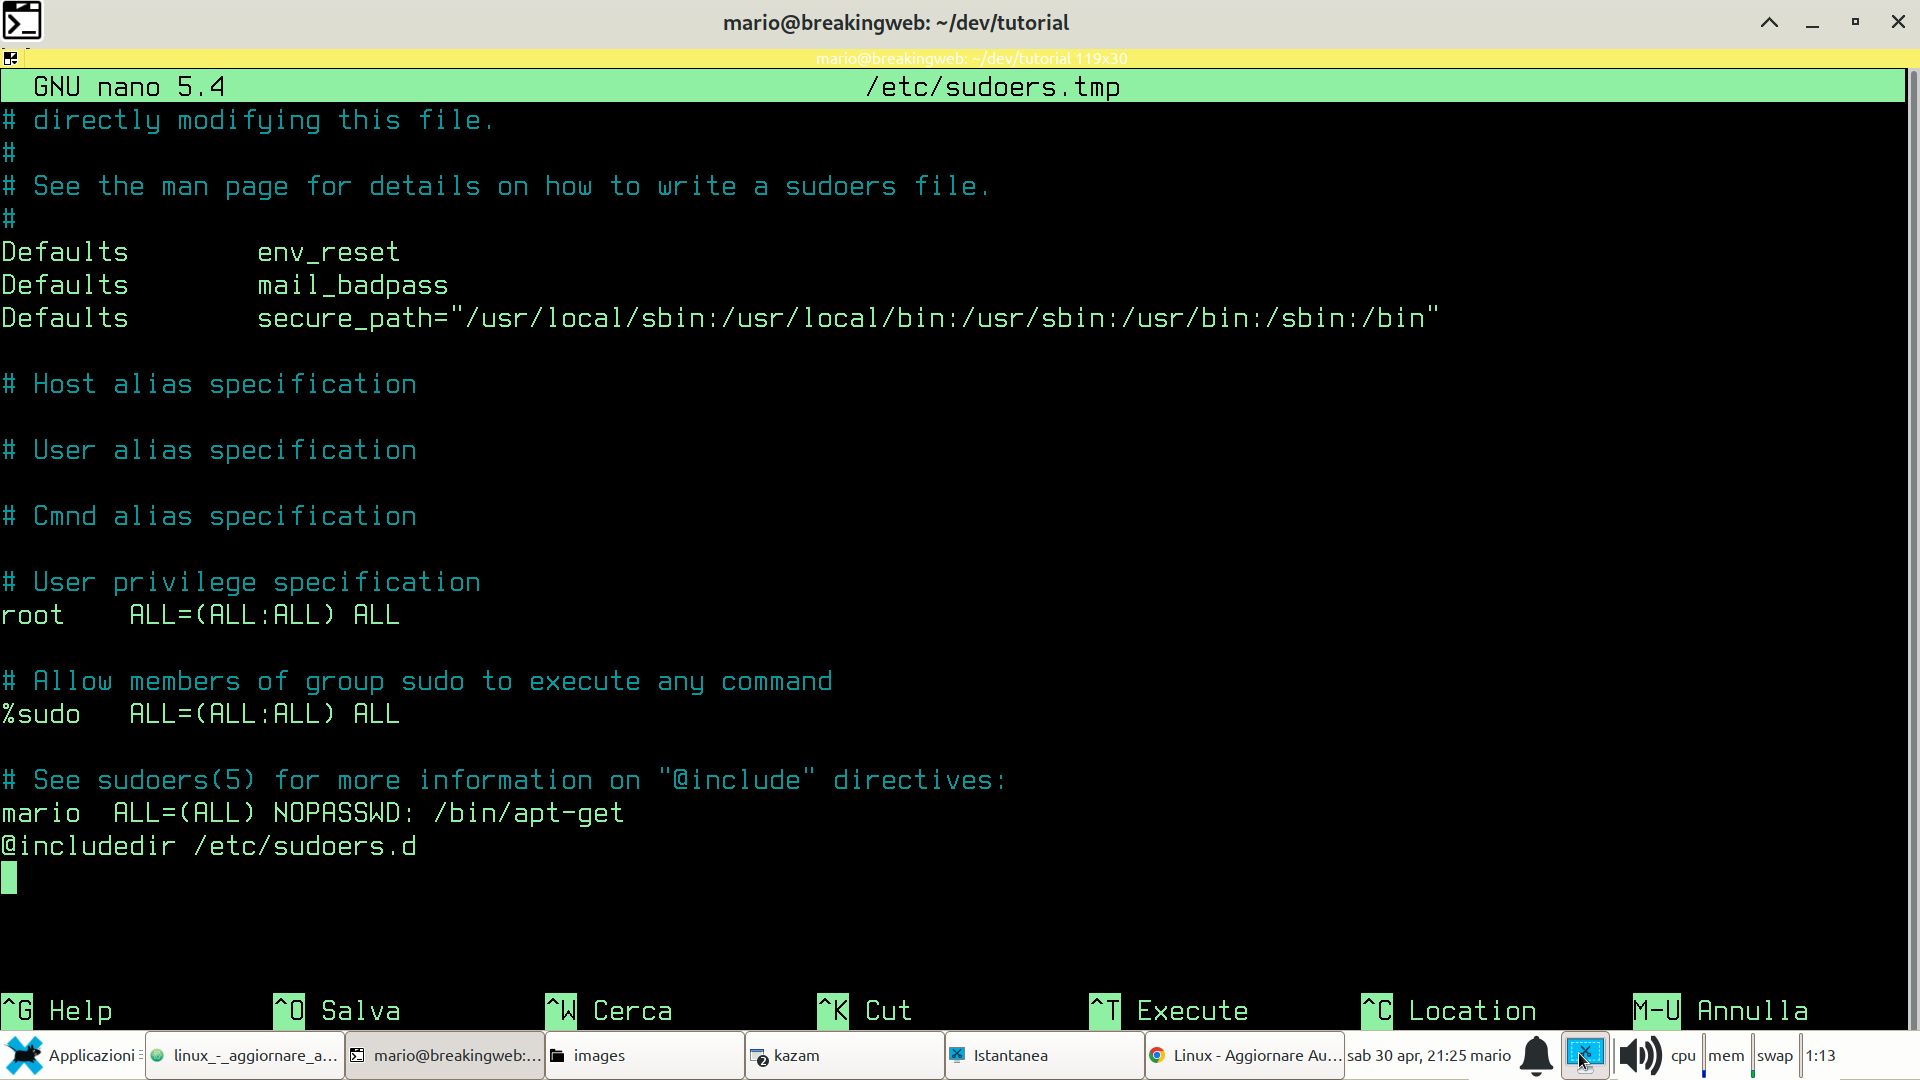 mario@breakingweb: ~/dev/tutorial
mario@breakingweb: ~/dev/tutorial 119x30
GNU nano 5.4 /etc/sudoers.tmp
# directly modifying this file.
#
# See the man page for details on how to write a sudoers file.
#
Defaults env_reset
Defaults mail_badpass
Defaults secure_path="/usr/local/sbin:/usr/local/bin:/usr/sbin:/usr/bin:/sbin:/bin"
# Host alias specification
# User alias specification
# Cmnd alias specification
# User privilege specification
root ALL=(ALL:ALL) ALL
# Allow members of group sudo to execute any command
%sudo ALL=(ALL:ALL) ALL
# See sudoers(5) for more information on "@include" directives:
mario ALL=(ALL) NOPASSWD: /bin/apt-get
@includedir /etc/sudoers.d
^G Help ^O Salva ^W Cerca ^K Cut ^T Execute ^C Location M-U Annulla
Applicazioni linux_-_aggiornare_a... mario@breakingweb:... images 2 kazam Istantanea Linux - Aggiornare Au... sab 30 apr, 21:25 mario cpu mem swap 1:13